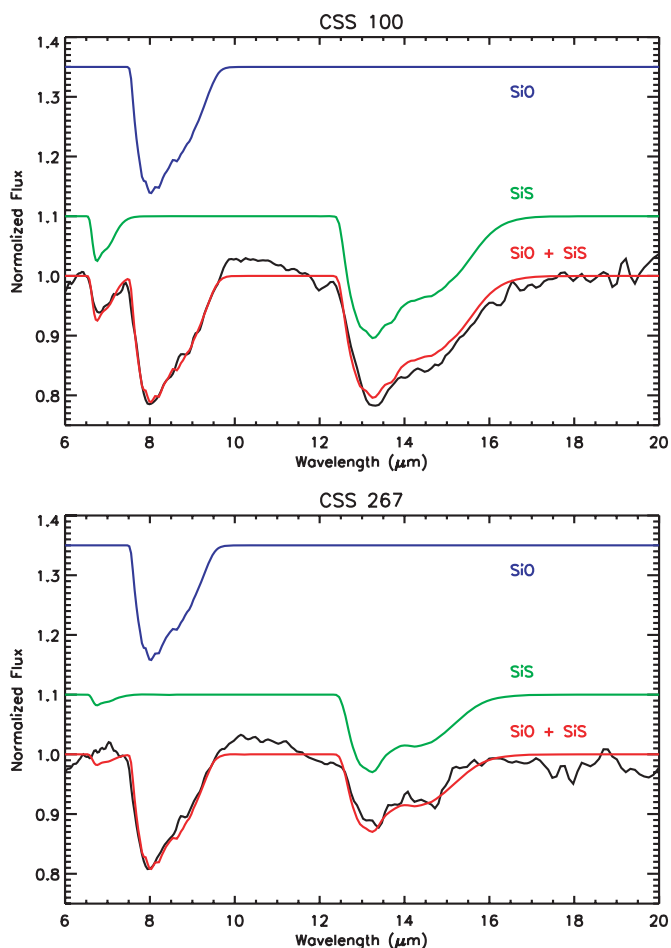 CSS 100
1.4
1.3
1.2
1.1
1.0
0.9
0.8
Normalized Flux
SiO
SiS
SiO + SiS
6 8 10 12 14 16 18 20
Wavelength (μm)
CSS 267
1.4
1.3
1.2
1.1
1.0
0.9
0.8
Normalized Flux
SiO
SiS
SiO + SiS
6 8 10 12 14 16 18 20
Wavelength (μm)